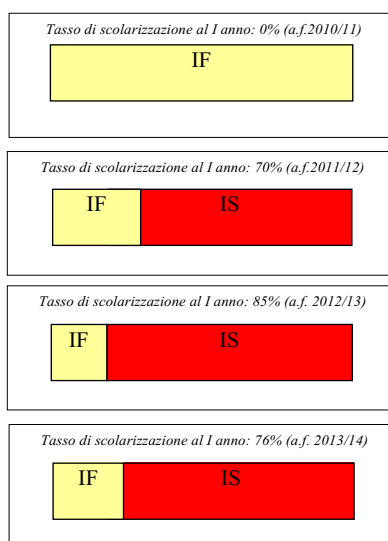 Tasso di scolarizzazione al I anno: 0% (a.f.2010/11)
IF
Tasso di scolarizzazione al I anno: 70% (a.f.2011/12)
IF IS
Tasso di scolarizzazione al I anno: 85% (a.f. 2012/13)
IF IS
Tasso di scolarizzazione al I anno: 76% (a.f. 2013/14)
IF IS